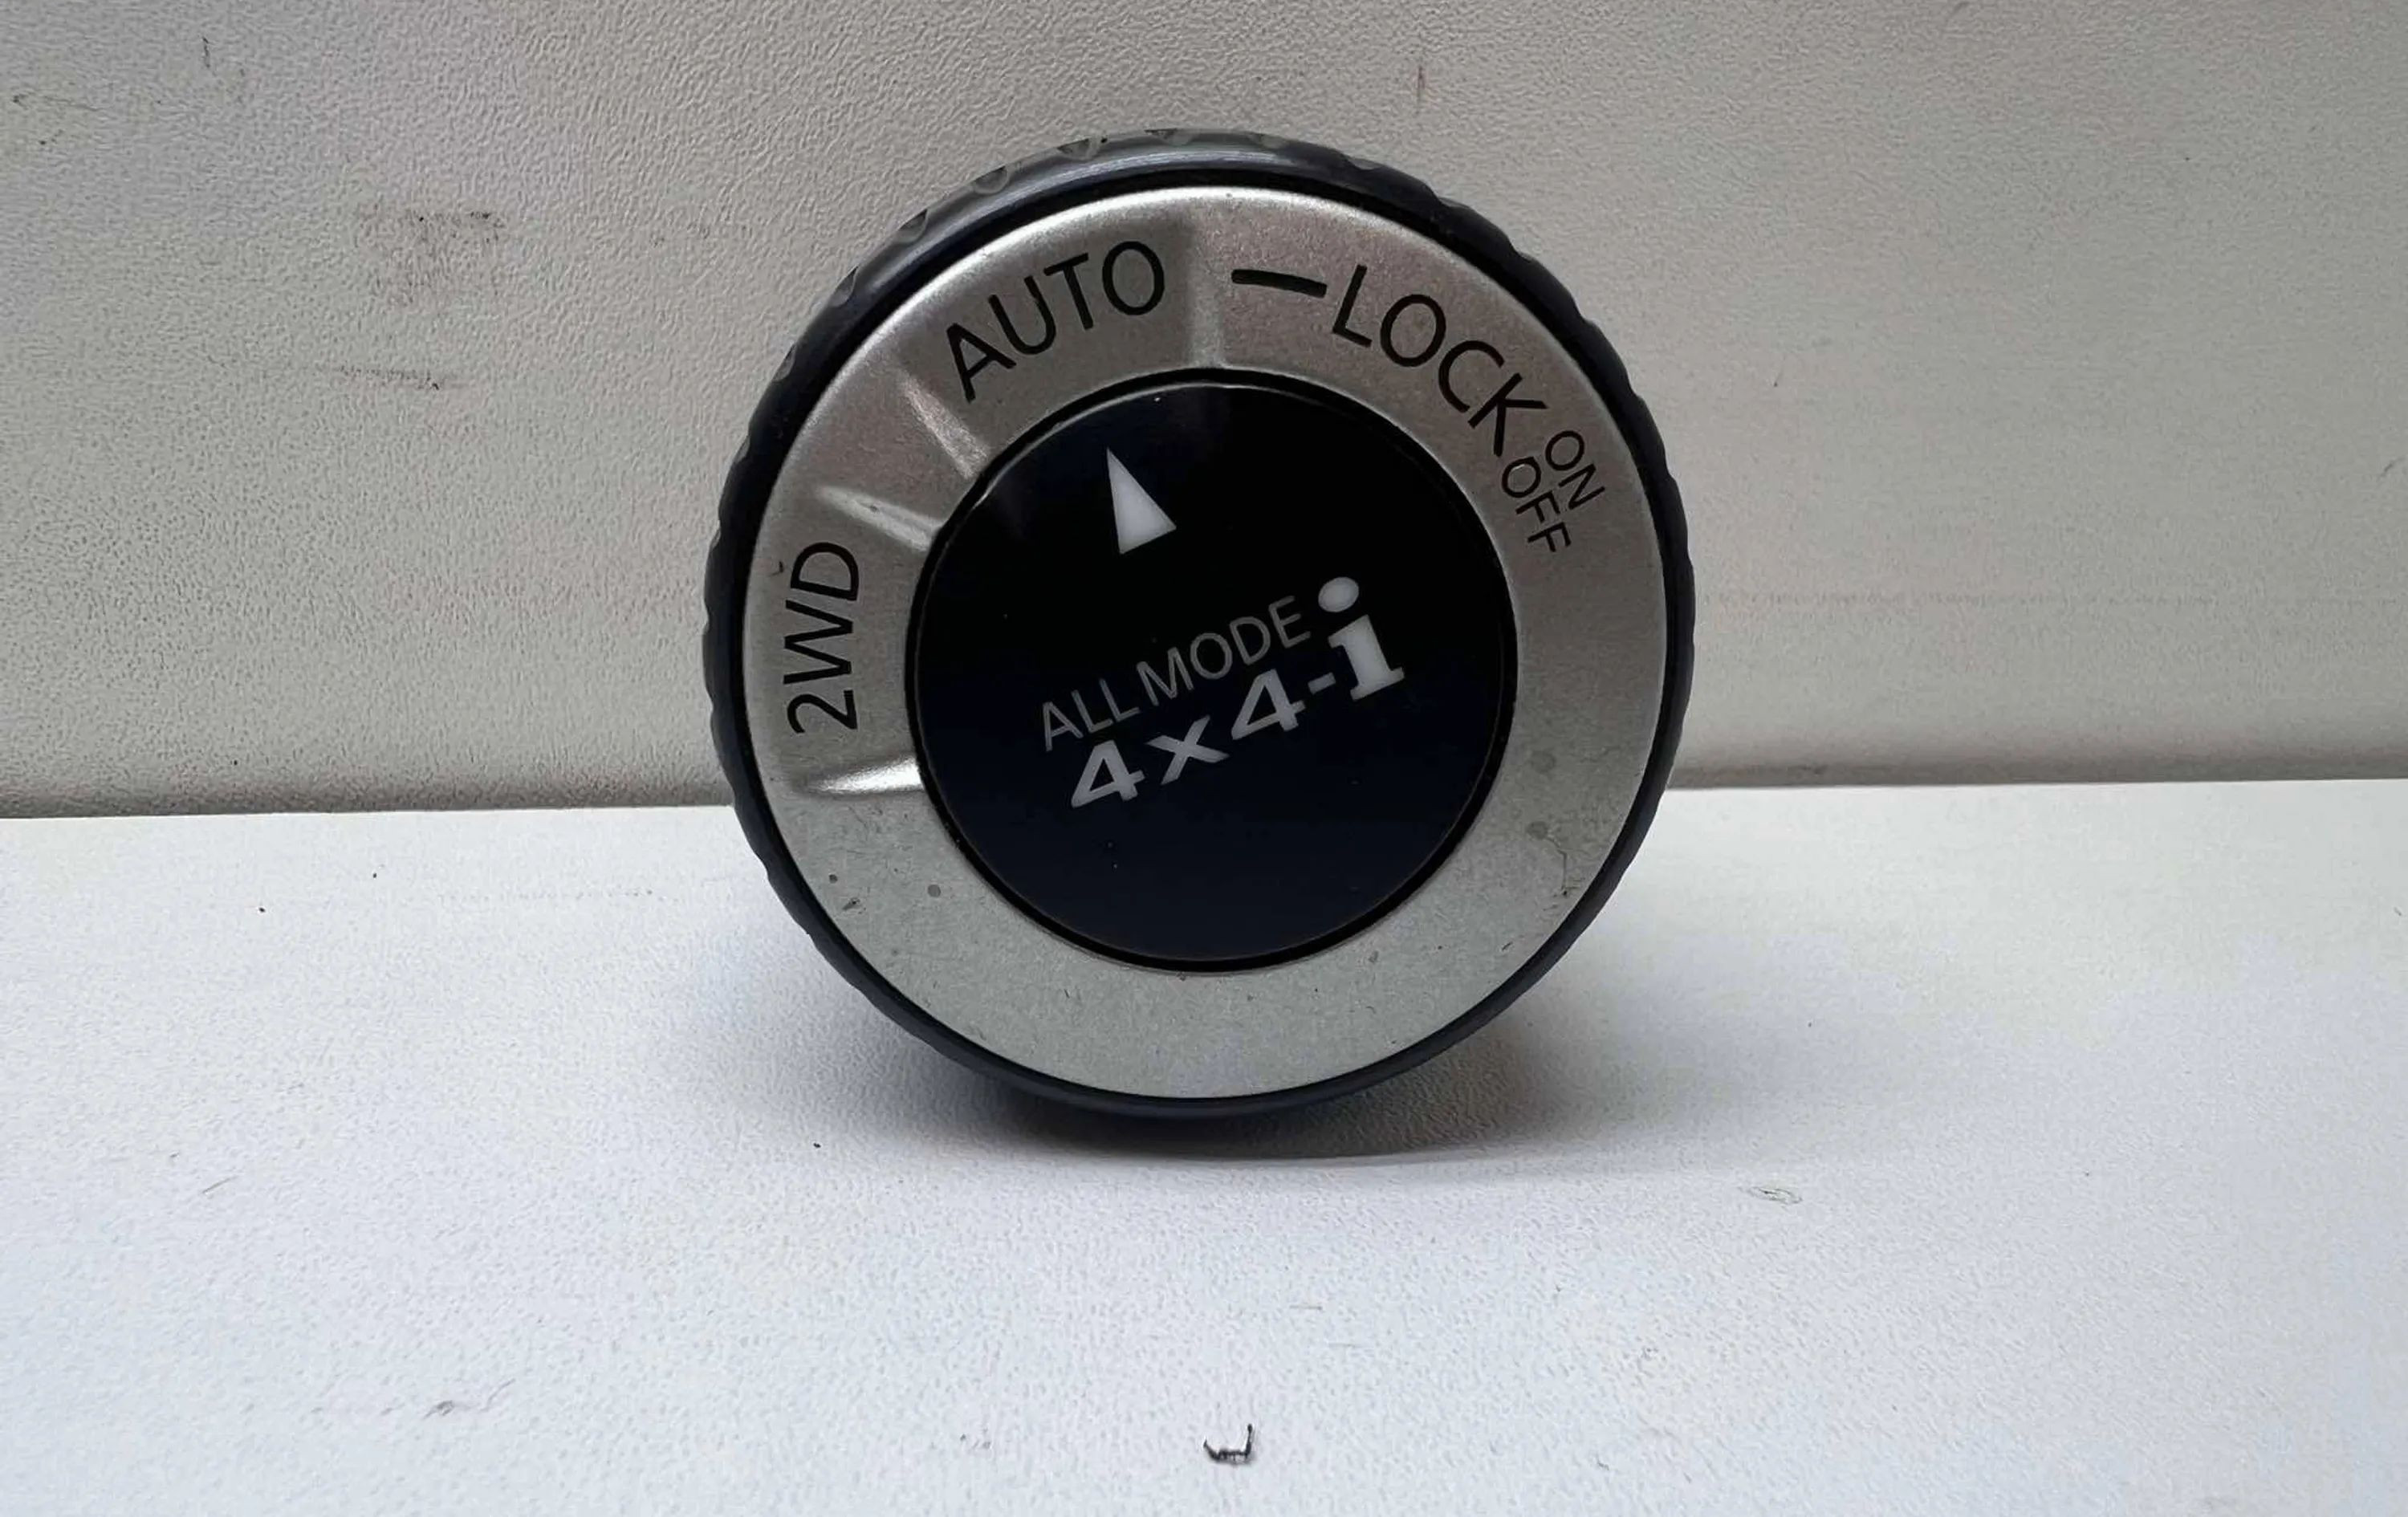 2WD
AUTO
—LOCK
ON
OFF
ALL MODE
4x4-i